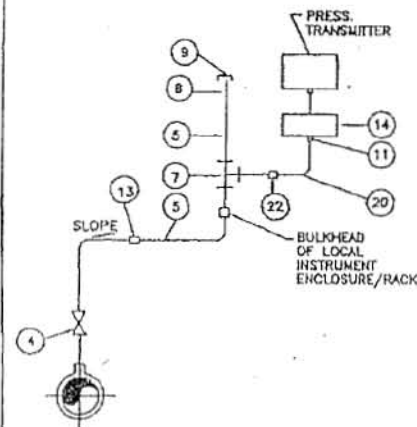 PRESS.
TRANSMITTER
9
8
14
5
11
7
13
22
20
SLOPE
5
BULKHEAD
OF LOCAL
INSTRUMENT
ENCLOSURE/RACK
4